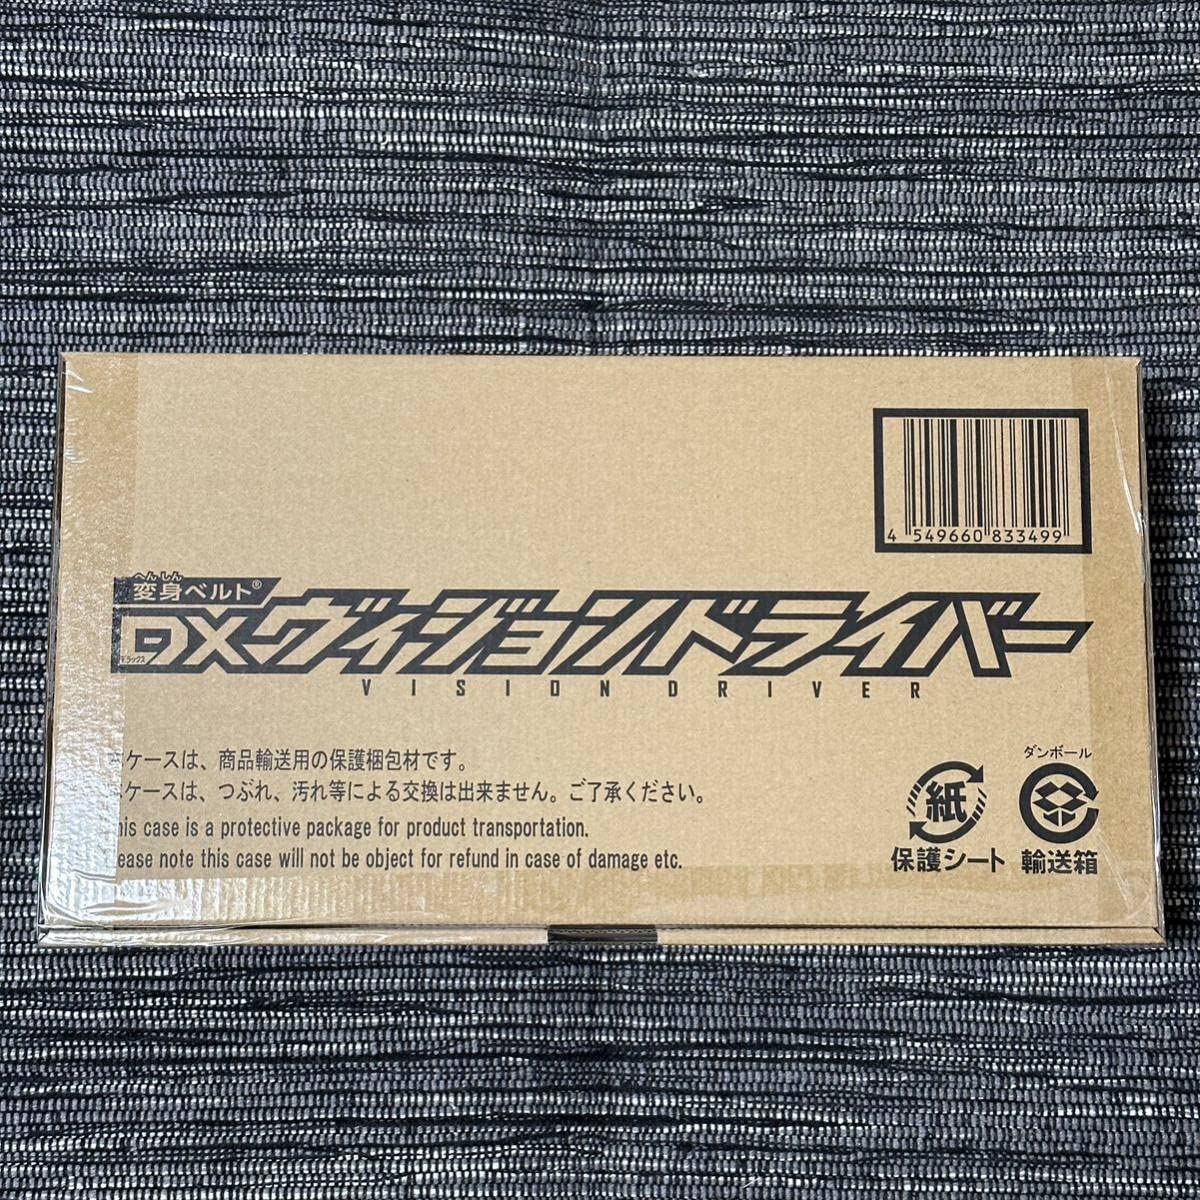 4 549660 833499
へんしん
変身ベルト®
DXヴィジョンドライバー
デラックス
VISION DRIVER
ケースは、商品輸送用の保護梱包材です。
ケースは、つぶれ、汚れ等による交換は出来ません。ご了承ください。
his case is a protective package for product transportation.
ease note this case will not be object for refund in case of damage etc.
ダンボール
紙
保護シート
輸送箱